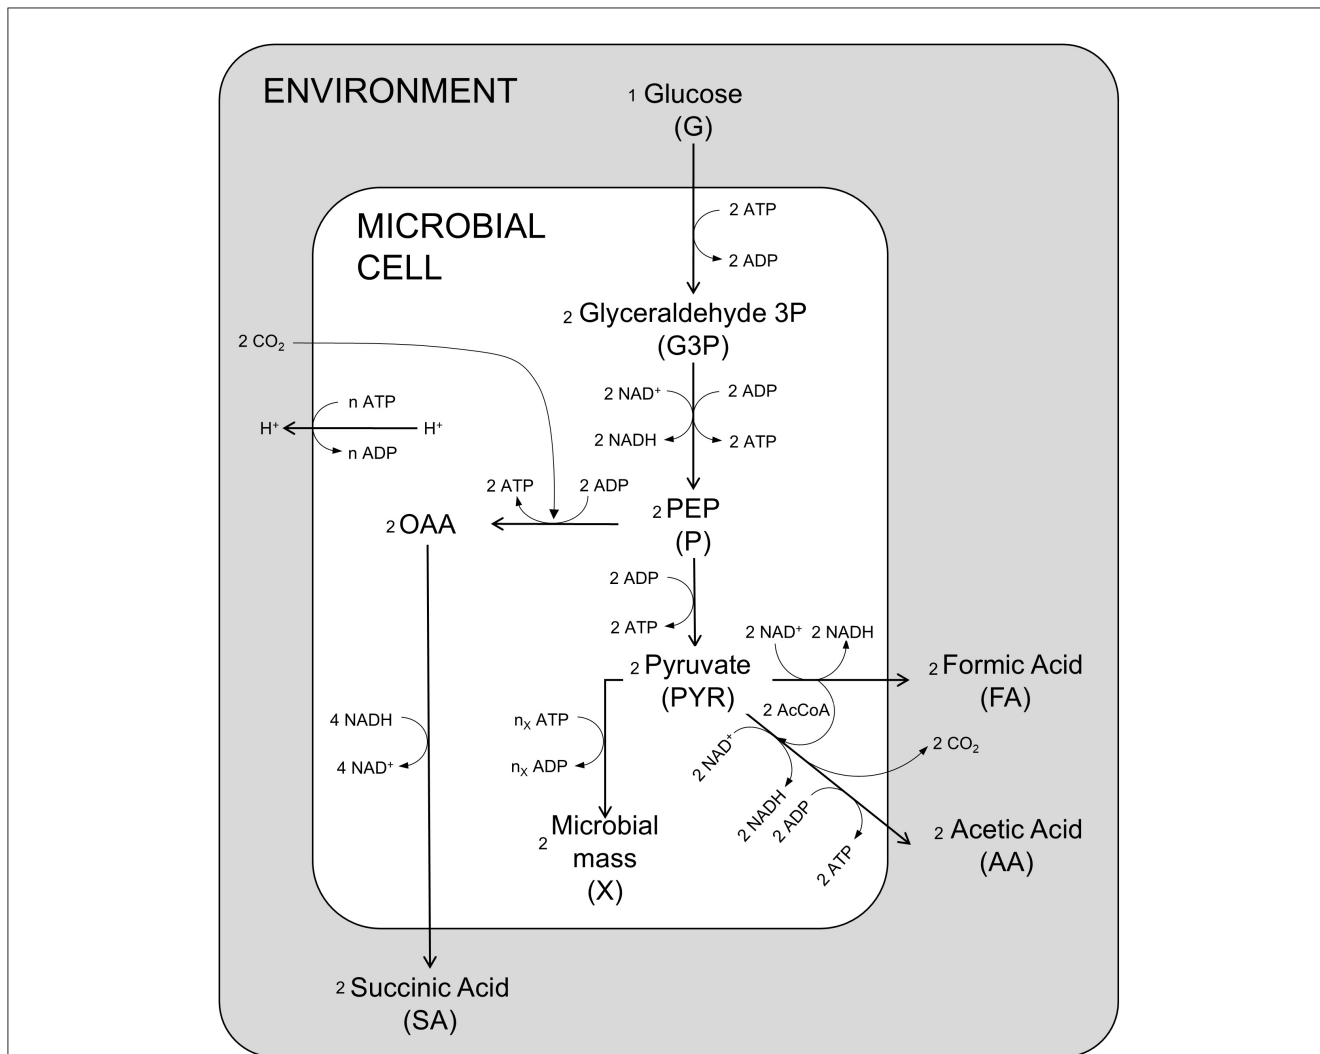 ENVIRONMENT
1 Glucose
(G)
MICROBIAL
CELL
2 ATP
2 ADP
2 Glyceraldehyde 3P
(G3P)
2 CO₂
2 NAD⁺
2 ADP
n ATP
H⁺
H⁺
2 NADH
2 ATP
n ADP
2 ATP
2 ADP
2 OAA
2 PEP
(P)
2 ADP
2 ATP
2 NAD⁺
2 NADH
2 Pyruvate
(PYR)
2 Formic Acid
(FA)
2 AcCoA
4 NADH
4 NAD⁺
nX ATP
nX ADP
2 NAD⁺
2 NADH
2 ADP
2 ATP
2 CO₂
2 Microbial
mass
(X)
2 Acetic Acid
(AA)
2 Succinic Acid
(SA)